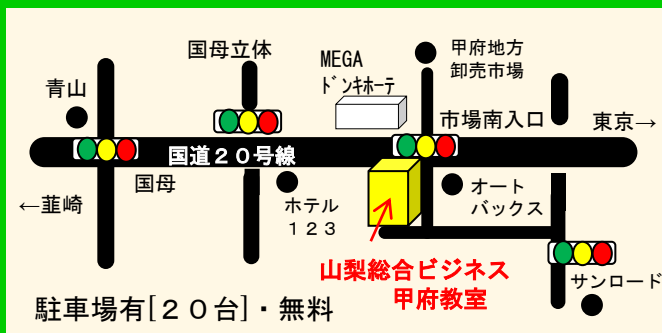 国母立体
MEGA
ドンキホーテ
甲府地方
卸売市場
青山
市場南入口
東京→
国道２０号線
国母
←韮崎
ホテル
１２３
オート
バックス
山梨総合ビジネス
甲府教室
サンロード
駐車場有[２０台]・無料